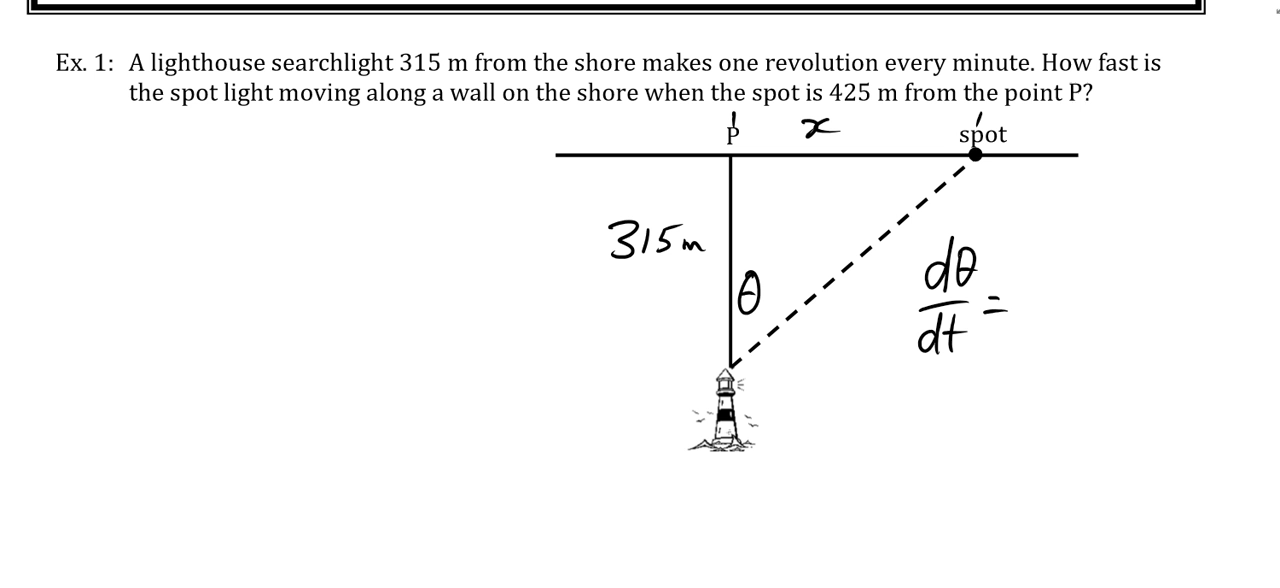 Ex. 1: A lighthouse searchlight 315 m from the shore makes one revolution every minute. How fast is
the spot light moving along a wall on the shore when the spot is 425 m from the point P?
P x spot
315m
θ
dθ
dt =